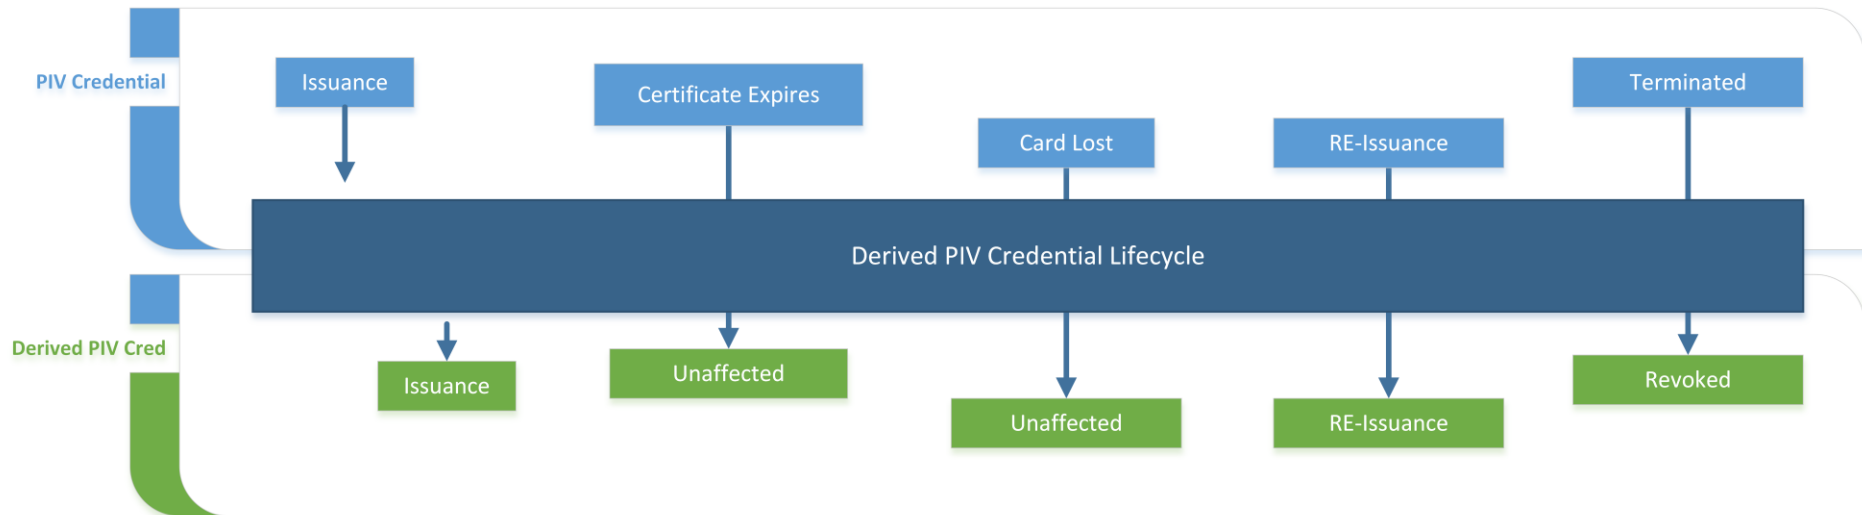 PIV Credential
Issuance
Certificate Expires
Card Lost
RE-Issuance
Terminated
Derived PIV Credential Lifecycle
Derived PIV Cred
Issuance
Unaffected
Unaffected
RE-Issuance
Revoked